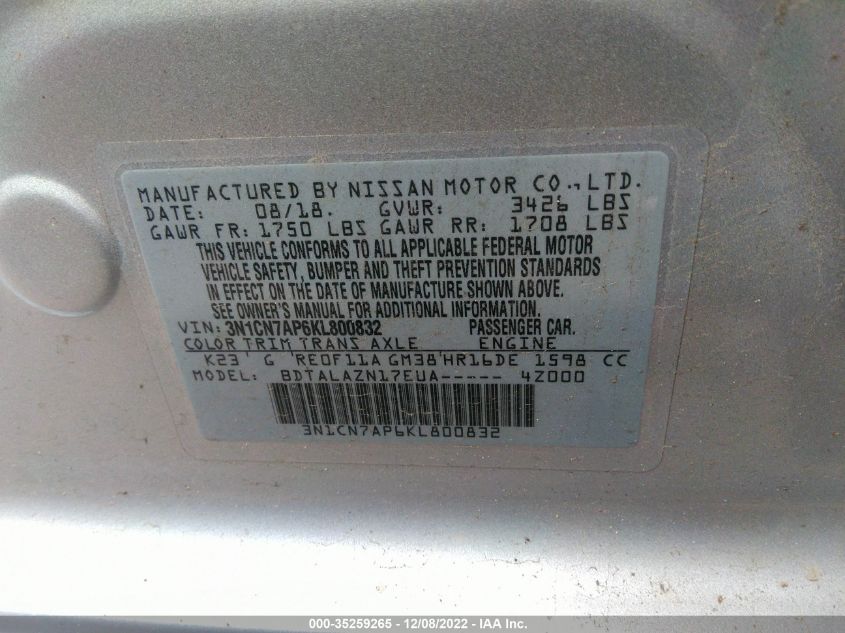 MANUFACTURED BY NISSAN MOTOR CO.,LTD.
DATE: 08/18. GVWR: 3426 LBS
GAWR FR: 1750 LBS GAWR RR: 1708 LBS
THIS VEHICLE CONFORMS TO ALL APPLICABLE FEDERAL MOTOR
VEHICLE SAFETY, BUMPER AND THEFT PREVENTION STANDARDS
IN EFFECT ON THE DATE OF MANUFACTURE SHOWN ABOVE.
SEE OWNER'S MANUAL FOR ADDITIONAL INFORMATION.
VIN: 3N1CN7AP6KL800832 PASSENGER CAR.
COLOR TRIM TRANS AXLE ENGINE
K23 G RE0F11A GM38 HR16DE 1598 CC
MODEL: BDTALAZN17EUA----- 4Z000
3N1CN7AP6KL800832
000-35259265 - 12/08/2022 - IAA Inc.